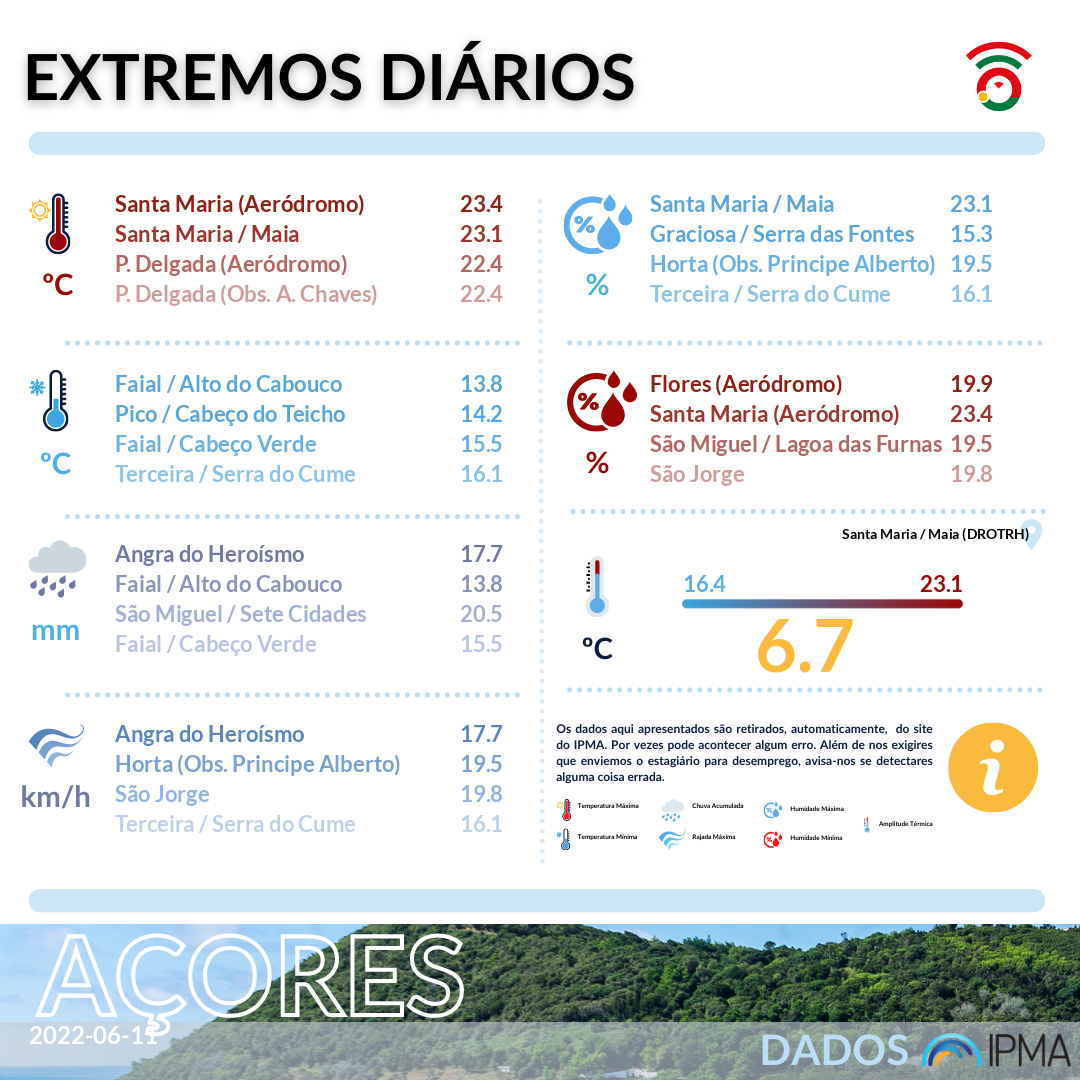 EXTREMOS DIÁRIOS
Santa Maria (Aeródromo) 23.4
Santa Maria / Maia 23.1
P. Delgada (Aeródromo) 22.4
P. Delgada (Obs. A. Chaves) 22.4
ºC
Faial / Alto do Cabouco 13.8
Pico / Cabeço do Teicho 14.2
Faial / Cabeço Verde 15.5
Terceira / Serra do Cume 16.1
ºC
Angra do Heroísmo 17.7
Faial / Alto do Cabouco 13.8
São Miguel / Sete Cidades 20.5
Faial / Cabeço Verde 15.5
mm
Angra do Heroísmo 17.7
Horta (Obs. Principe Alberto) 19.5
São Jorge 19.8
Terceira / Serra do Cume 16.1
km/h
%
Santa Maria / Maia 23.1
Graciosa / Serra das Fontes 15.3
Horta (Obs. Principe Alberto) 19.5
Terceira / Serra do Cume 16.1
%
%
Flores (Aeródromo) 19.9
Santa Maria (Aeródromo) 23.4
São Miguel / Lagoa das Furnas 19.5
São Jorge 19.8
%
Santa Maria / Maia (DROTRH)
16.4 23.1
6.7
ºC
Os dados aqui apresentados são retirados, automaticamente, do site
do IPMA. Por vezes pode acontecer algum erro. Além de nos exigires
que enviemos o estagiário para desemprego, avisa-nos se detectares
alguma coisa errada.
i
Temperatura Máxima
Chuva Acumulada
Humidade Máxima
Amplitude Térmica
Temperatura Mínima
Rajada Máxima
Humidade Mínima
AÇORES
2022-06-11
DADOS IPMA